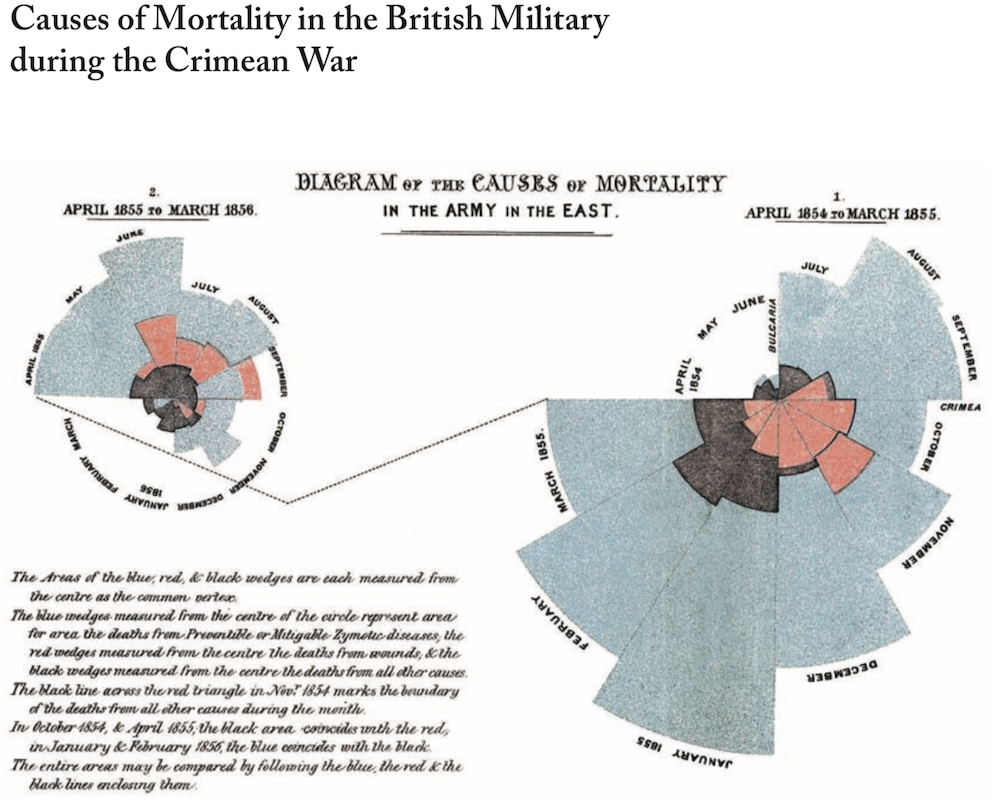 Causes of Mortality in the British Military
during the Crimean War
DIAGRAM OF THE CAUSES OF MORTALITY
IN THE ARMY IN THE EAST.
2.
APRIL 1855 TO MARCH 1856.
1.
APRIL 1854 TO MARCH 1855.
APRIL 1855
MAY
JUNE
JULY
AUGUST
SEPTEMBER
OCTOBER
NOVEMBER
DECEMBER
JANUARY
1856
FEBRUARY
MARCH
APRIL
1854
MAY
JUNE
BULGARIA
JULY
AUGUST
SEPTEMBER
CRIMEA
OCTOBER
NOVEMBER
DECEMBER
JANUARY 1855
FEBRUARY
MARCH 1855.
The Areas of the blue, red, & black wedges are each measured from
the centre as the common vertex.
The blue wedges measured from the centre of the circle represent area
for area the deaths from Preventible or Mitigable Zymotic diseases, the
red wedges measured from the centre the deaths from wounds, & the
black wedges measured from the centre the deaths from all other causes.
The black line across the red triangle in Novr. 1854 marks the boundary
of the deaths from all other causes during the month.
In October 1854, & April 1855, the black area coincides with the red,
in January & February 1856, the blue coincides with the black.
The entire areas may be compared by following the blue, the red & the
black lines enclosing them.